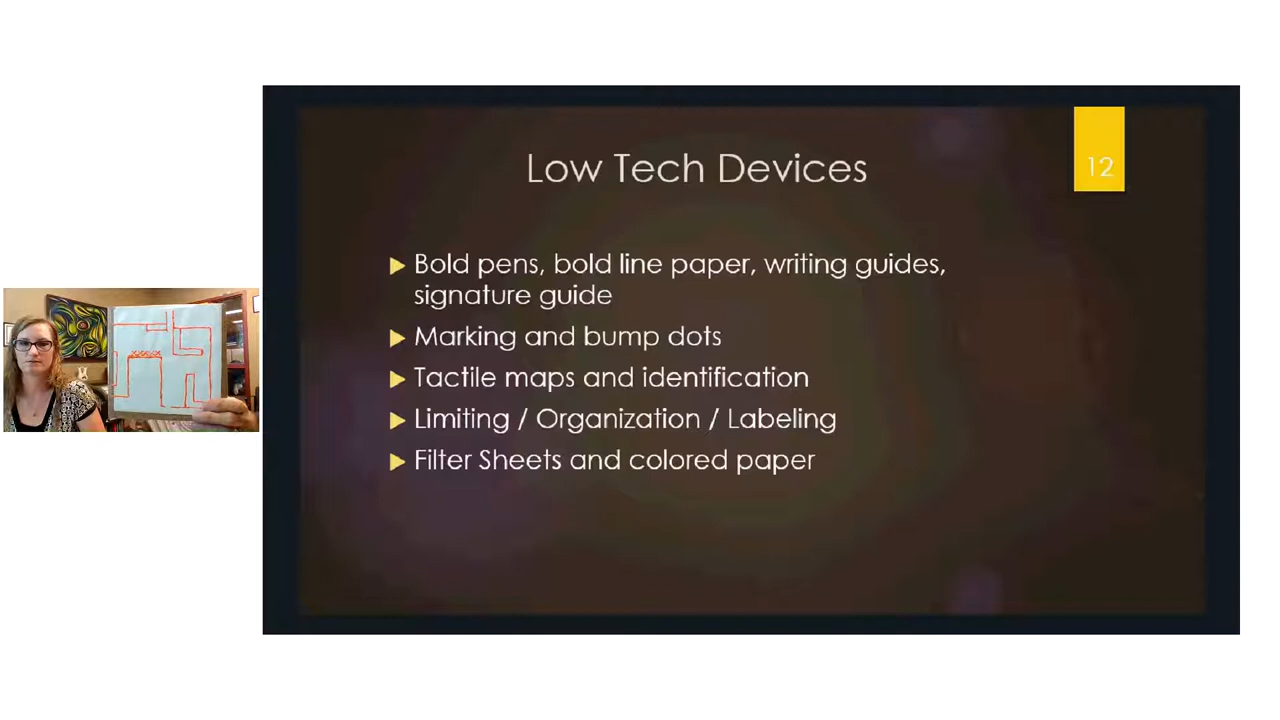 Low Tech Devices
12
Bold pens, bold line paper, writing guides,
signature guide
Marking and bump dots
Tactile maps and identification
Limiting / Organization / Labeling
Filter Sheets and colored paper